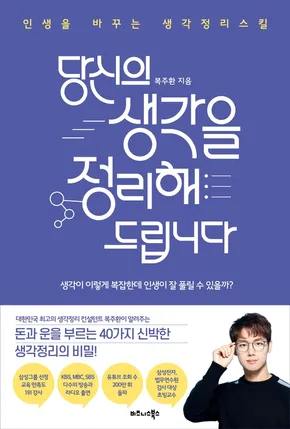 인생을 바꾸는 생각정리스킬
당신의
복주환 지음
생각을
정리해
드립니다
생각이 이렇게 복잡한데 인생이 잘 풀릴 수 있을까?
대한민국 최고의 생각정리 컨설턴트 복주환이 알려주는
돈과 운을 부르는 40가지 신박한
생각정리의 비밀!
삼성그룹 선정
교육 만족도
1위 강사
KBS, MBC, SBS
다수의 방송과
라디오 출연
유튜브 조회 수
200만 회
돌파
삼성전자,
법무연수원
검사 대상
초빙교수
비즈니스북스